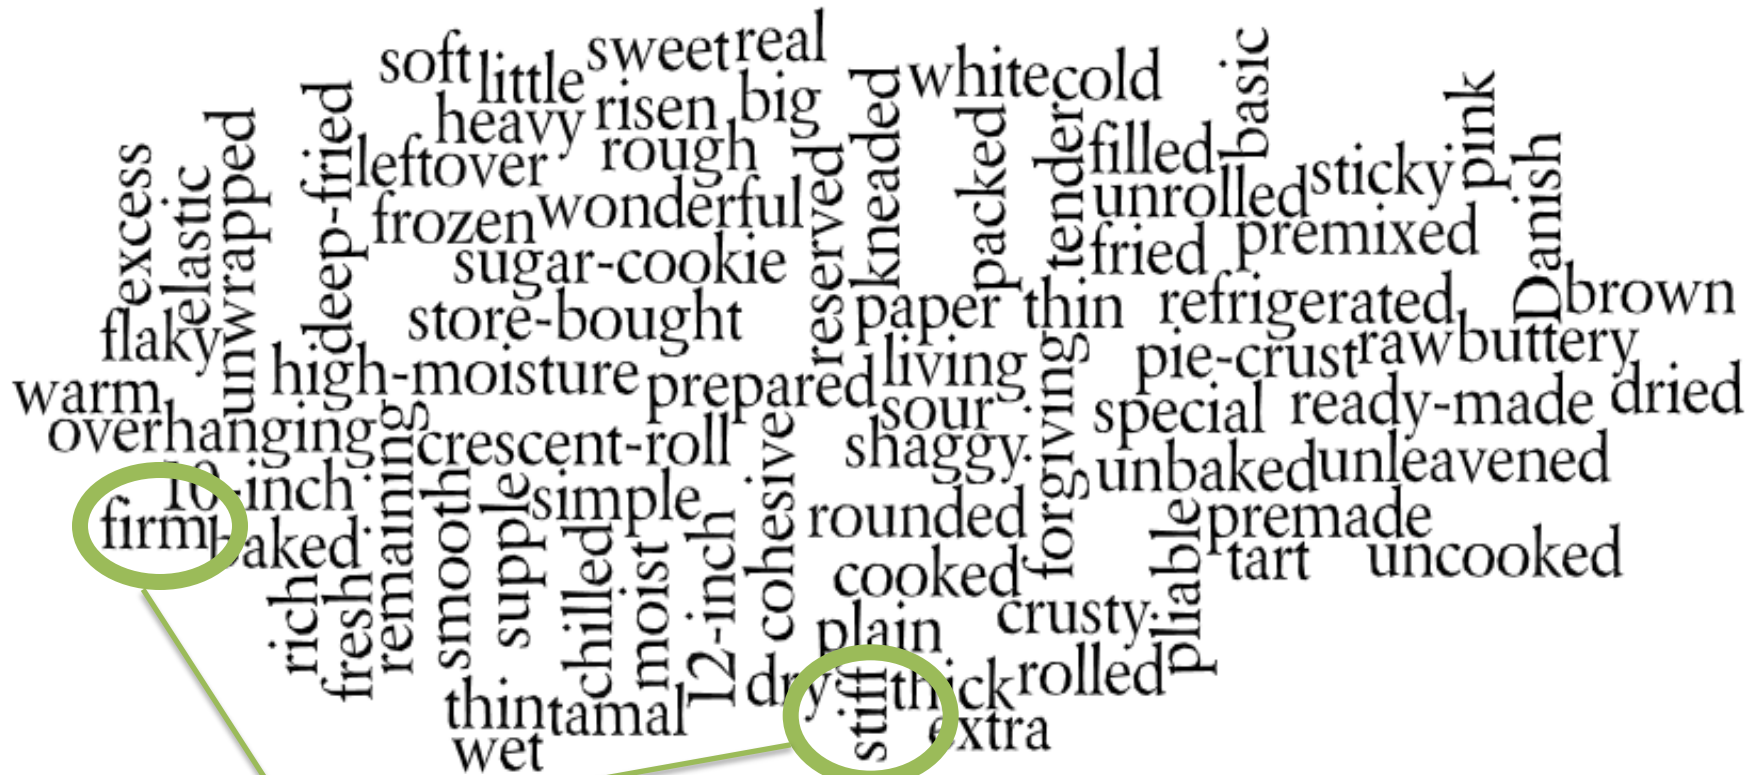 soft little sweet real
heavy risen big
leftover rough
frozen wonderful
sugar-cookie
store-bought
high-moisture prepared
excess
elastic
unwrapped
deep-fried
flaky
warm
overhanging
crescent-roll
10-inch
firm
baked
simple
rich
fresh
remaining
smooth
supple
chilled
moist
12-inch
cohesive
thin tamal
wet
reserved
kneaded
white cold
packed
tender
basic
filled
unrolled sticky
pink
Danish
fried premixed
paper thin refrigerated
brown
living
pie-crust raw buttery
sour
shaggy
forgiving
special ready-made dried
unbaked unleavened
rounded
premade
cooked
tart uncooked
pliable
plain
crusty
dry
stiff
thick rolled
extra